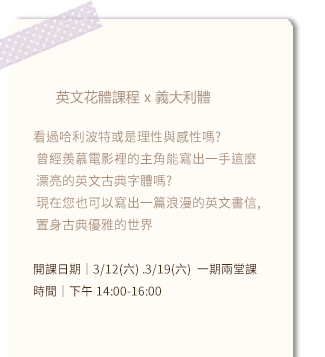 英文花體課程 x 義大利體
看過哈利波特或是理性與感性嗎?
曾經羨慕電影裡的主角能寫出一手這麼
漂亮的英文古典字體嗎?
現在您也可以寫出一篇浪漫的英文書信,
置身古典優雅的世界
開課日期｜3/12(六) .3/19(六) 一期兩堂課
時間｜下午 14:00-16:00